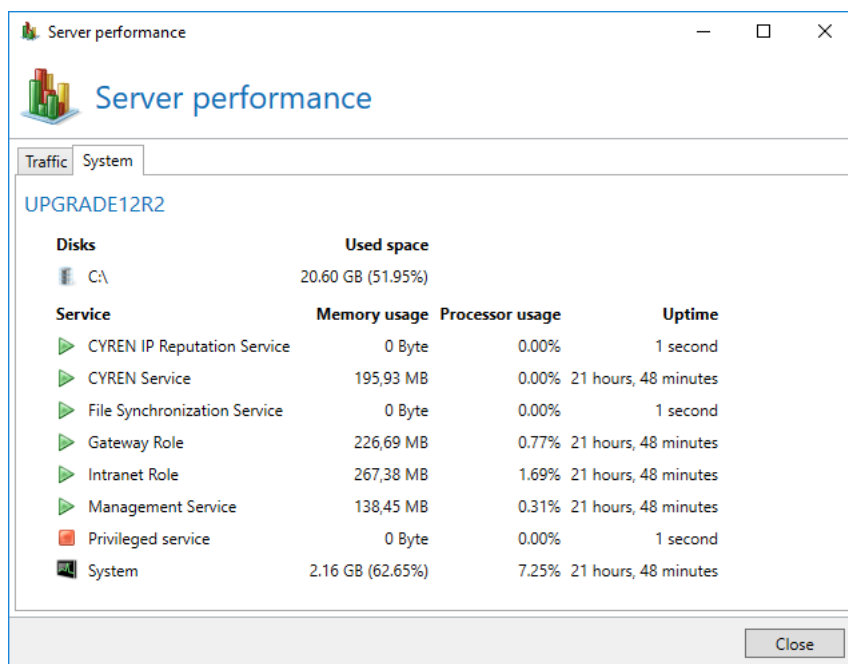 Server performance
Server performance
Traffic System
UPGRADE12R2
Disks Used space
C:\ 20.60 GB (51.95%)
Service Memory usage Processor usage Uptime
CYREN IP Reputation Service 0 Byte 0.00% 1 second
CYREN Service 195,93 MB 0.00% 21 hours, 48 minutes
File Synchronization Service 0 Byte 0.00% 1 second
Gateway Role 226,69 MB 0.77% 21 hours, 48 minutes
Intranet Role 267,38 MB 1.69% 21 hours, 48 minutes
Management Service 138,45 MB 0.31% 21 hours, 48 minutes
Privileged service 0 Byte 0.00% 1 second
System 2.16 GB (62.65%) 7.25% 21 hours, 48 minutes
Close